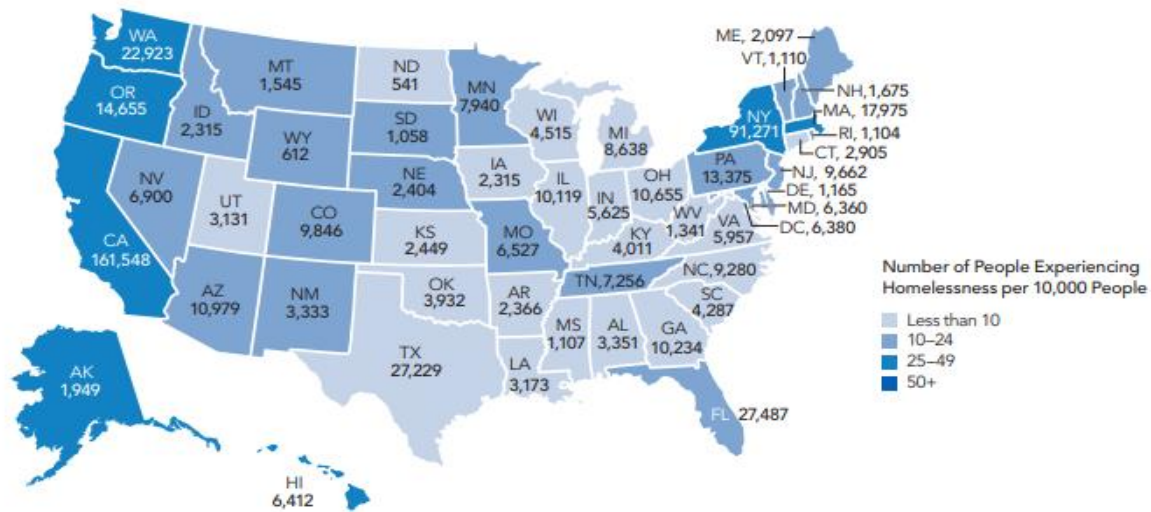 WA
22,923
OR
14,655
CA
161,548
NV
6,900
ID
2,315
MT
1,545
WY
612
UT
3,131
AZ
10,979
CO
9,846
NM
3,333
ND
541
SD
1,058
NE
2,404
KS
2,449
OK
3,932
TX
27,229
MN
7,940
IA
2,315
MO
6,527
AR
2,366
LA
3,173
WI
4,515
IL
10,119
MI
8,638
IN
5,625
OH
10,655
KY
4,011
TN, 7,256
MS
1,107
AL
3,351
GA
10,234
FL 27,487
SC
4,287
NC, 9,280
VA
5,957
WV
1,341
PA
13,375
NY
91,271
ME, 2,097
VT, 1,110
NH, 1,675
MA, 17,975
RI, 1,104
CT, 2,905
NJ, 9,662
DE, 1,165
MD, 6,360
DC, 6,380
AK
1,949
HI
6,412
Number of People Experiencing
Homelessness per 10,000 People
Less than 10
10–24
25–49
50+